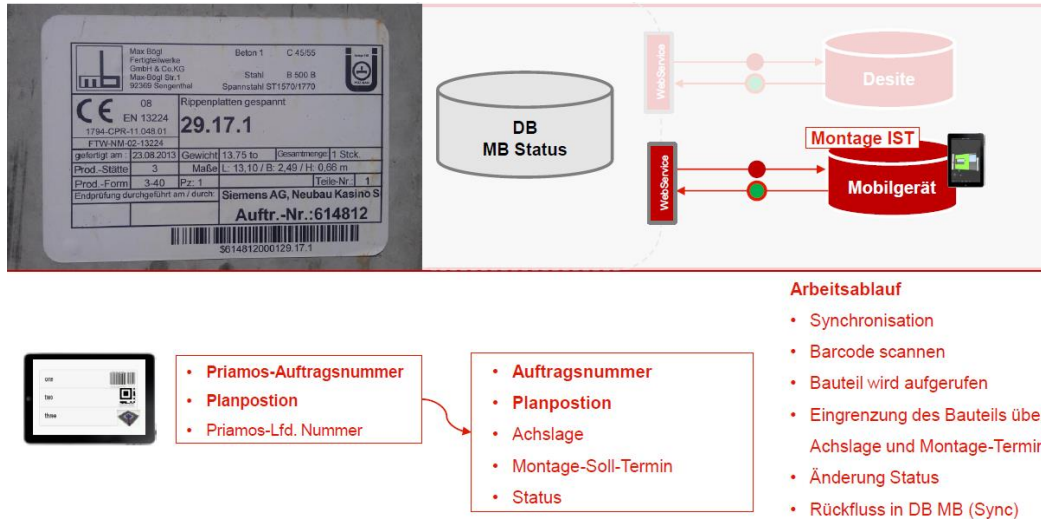 Max Bögl
Fertigteilwerke
GmbH & Co.KG
Max-Bögl Str.1
92369 Sengenthal
Beton 1 C 45/55
Stahl B 500 B
Spannstahl ST1570/1770
mb
CE 08
EN 13224
1794-CPR-11.048.01
FTW-NM-02-13224
Rippenplatten gespannt
29.17.1
gefertigt am : 23.08.2013 Gewicht 13.75 to Gesamtmenge: 1 Stck.
Prod.-Stätte 3 Maße L: 13,10 / B: 2,49 / H: 0,66 m
Prod.-Form 3-40 Pz: 1 Teile-Nr.: 1
Endprüfung durchgeführt am / durch: Siemens AG, Neubau Kasino S
Auftr.-Nr.:614812
$614812000129.17.1
DB
MB Status
WebService
Desite
WebService
Montage IST
Mobilgerät
one
two
three
• Priamos-Auftragsnummer
• Planpostion
• Priamos-Lfd. Nummer
• Auftragsnummer
• Planpostion
• Achslage
• Montage-Soll-Termin
• Status
Arbeitsablauf
• Synchronisation
• Barcode scannen
• Bauteil wird aufgerufen
• Eingrenzung des Bauteils übe
Achslage und Montage-Termin
• Änderung Status
• Rückfluss in DB MB (Sync)